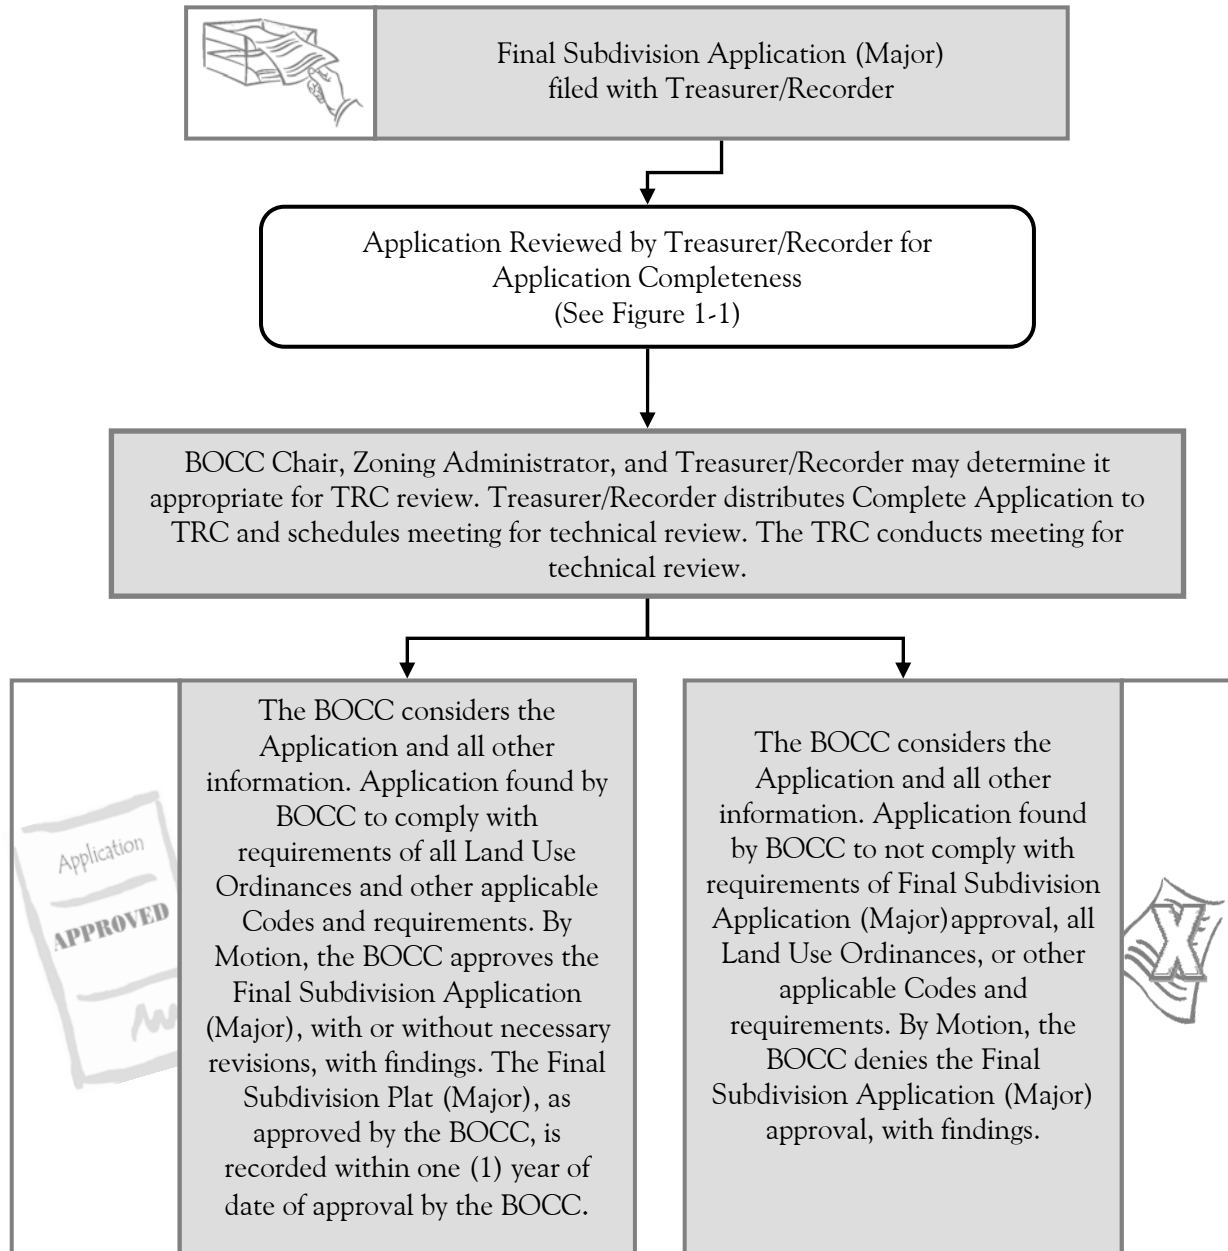 Final Subdivision Application (Major)
filed with Treasurer/Recorder
Application Reviewed by Treasurer/Recorder for
Application Completeness
(See Figure 1-1)
BOCC Chair, Zoning Administrator, and Treasurer/Recorder may determine it
appropriate for TRC review. Treasurer/Recorder distributes Complete Application to
TRC and schedules meeting for technical review. The TRC conducts meeting for
technical review.
Application
APPROVED
The BOCC considers the
Application and all other
information. Application found by
BOCC to comply with
requirements of all Land Use
Ordinances and other applicable
Codes and requirements. By
Motion, the BOCC approves the
Final Subdivision Application
(Major), with or without necessary
revisions, with findings. The Final
Subdivision Plat (Major), as
approved by the BOCC, is
recorded within one (1) year of
date of approval by the BOCC.
The BOCC considers the
Application and all other
information. Application found
by BOCC to not comply with
requirements of Final Subdivision
Application (Major)approval, all
Land Use Ordinances, or other
applicable Codes and
requirements. By Motion, the
BOCC denies the Final
Subdivision Application (Major)
approval, with findings.
X